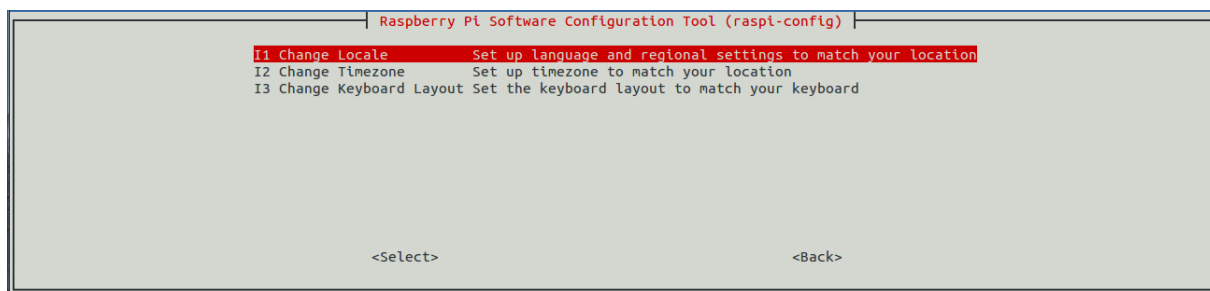 Raspberry Pi Software Configuration Tool (raspi-config)
I1 Change Locale Set up language and regional settings to match your location
I2 Change Timezone Set up timezone to match your location
I3 Change Keyboard Layout Set the keyboard layout to match your keyboard
<Select> <Back>